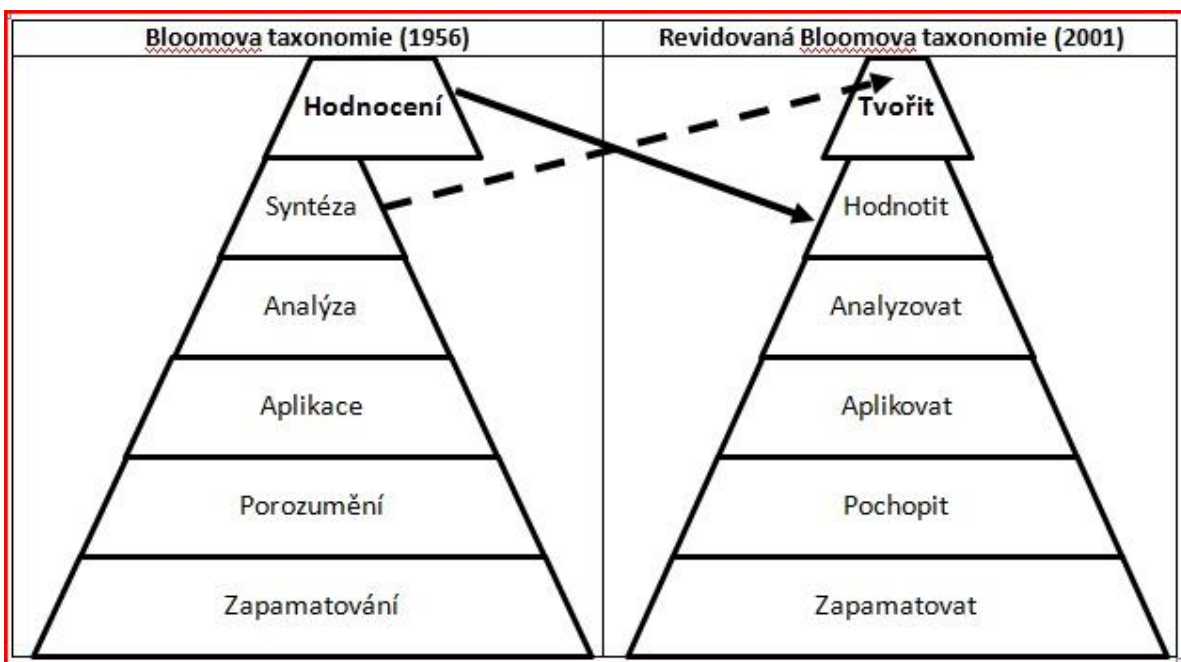 Bloomova taxonomie (1956)
Revidovaná Bloomova taxonomie (2001)
Hodnocení
Syntéza
Analýza
Aplikace
Porozumění
Zapamatování
Tvořit
Hodnotit
Analyzovat
Aplikovat
Pochopit
Zapamatovat